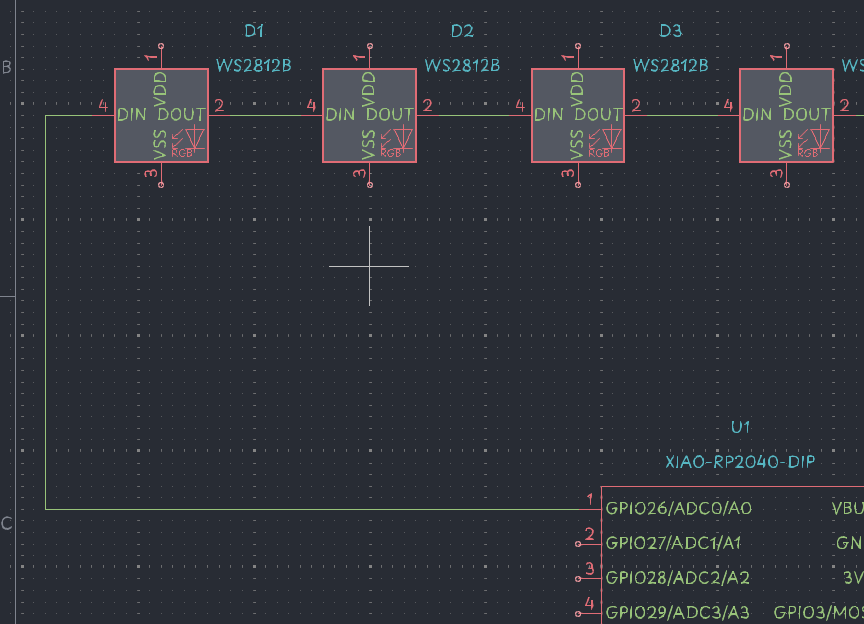 D1 D2 D3
1 WS2812B 1 WS2812B 1 WS2812B 1 WS
B
4 DIN VDD DOUT 2 4 DIN VDD DOUT 2 4 DIN VDD DOUT 2 4 DIN VDD DOUT 2
VSS RGB VSS RGB VSS RGB VSS RGB
3 3 3 3
U1
XIAO-RP2040-DIP
1 GPIO26/ADC0/A0 VBU
C
2 GPIO27/ADC1/A1 GN
3 GPIO28/ADC2/A2 3V
4 GPIO29/ADC3/A3 GPIO3/MOS